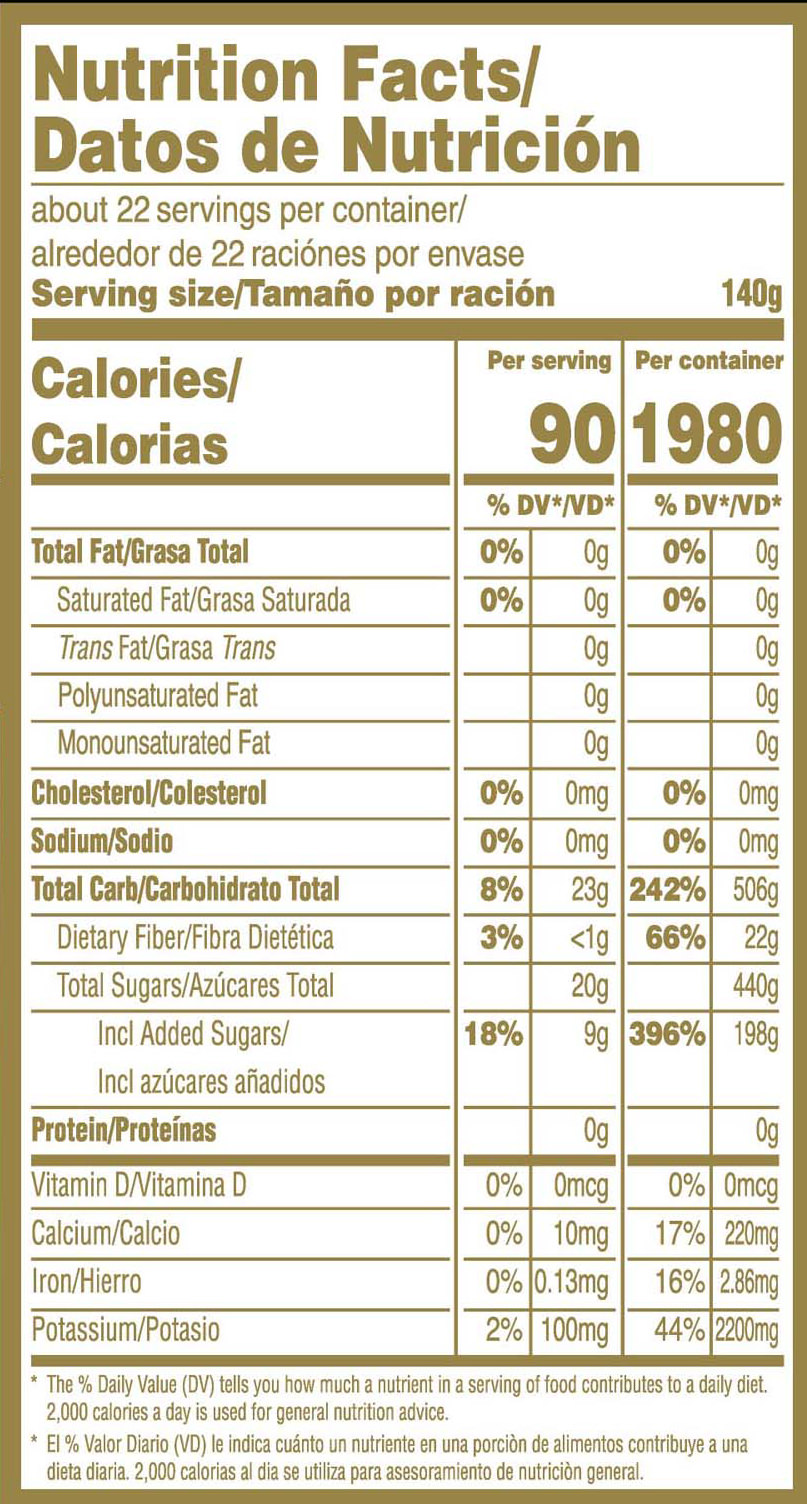 Nutrition Facts/
Datos de Nutrición
about 22 servings per container/
alrededor de 22 raciónes por envase
Serving size/Tamaño por ración 140g
Calories/
Calorias
Per serving Per container
90 1980
% DV*/VD* % DV*/VD*
Total Fat/Grasa Total 0% 0g 0% 0g
Saturated Fat/Grasa Saturada 0% 0g 0% 0g
Trans Fat/Grasa Trans 0g 0g
Polyunsaturated Fat 0g 0g
Monounsaturated Fat 0g 0g
Cholesterol/Colesterol 0% 0mg 0% 0mg
Sodium/Sodio 0% 0mg 0% 0mg
Total Carb/Carbohidrato Total 8% 23g 242% 506g
Dietary Fiber/Fibra Dietética 3% <1g 66% 22g
Total Sugars/Azúcares Total 20g 440g
Incl Added Sugars/ 18% 9g 396% 198g
Incl azúcares añadidos
Protein/Proteínas 0g 0g
Vitamin D/Vitamina D 0% 0mcg 0% 0mcg
Calcium/Calcio 0% 10mg 17% 220mg
Iron/Hierro 0% 0.13mg 16% 2.86mg
Potassium/Potasio 2% 100mg 44% 2200mg
* The % Daily Value (DV) tells you how much a nutrient in a serving of food contributes to a daily diet.
2,000 calories a day is used for general nutrition advice.
* El % Valor Diario (VD) le indica cuánto un nutriente en una porciòn de alimentos contribuye a una
dieta diaria. 2,000 calorias al dia se utiliza para asesoramiento de nutriciòn general.